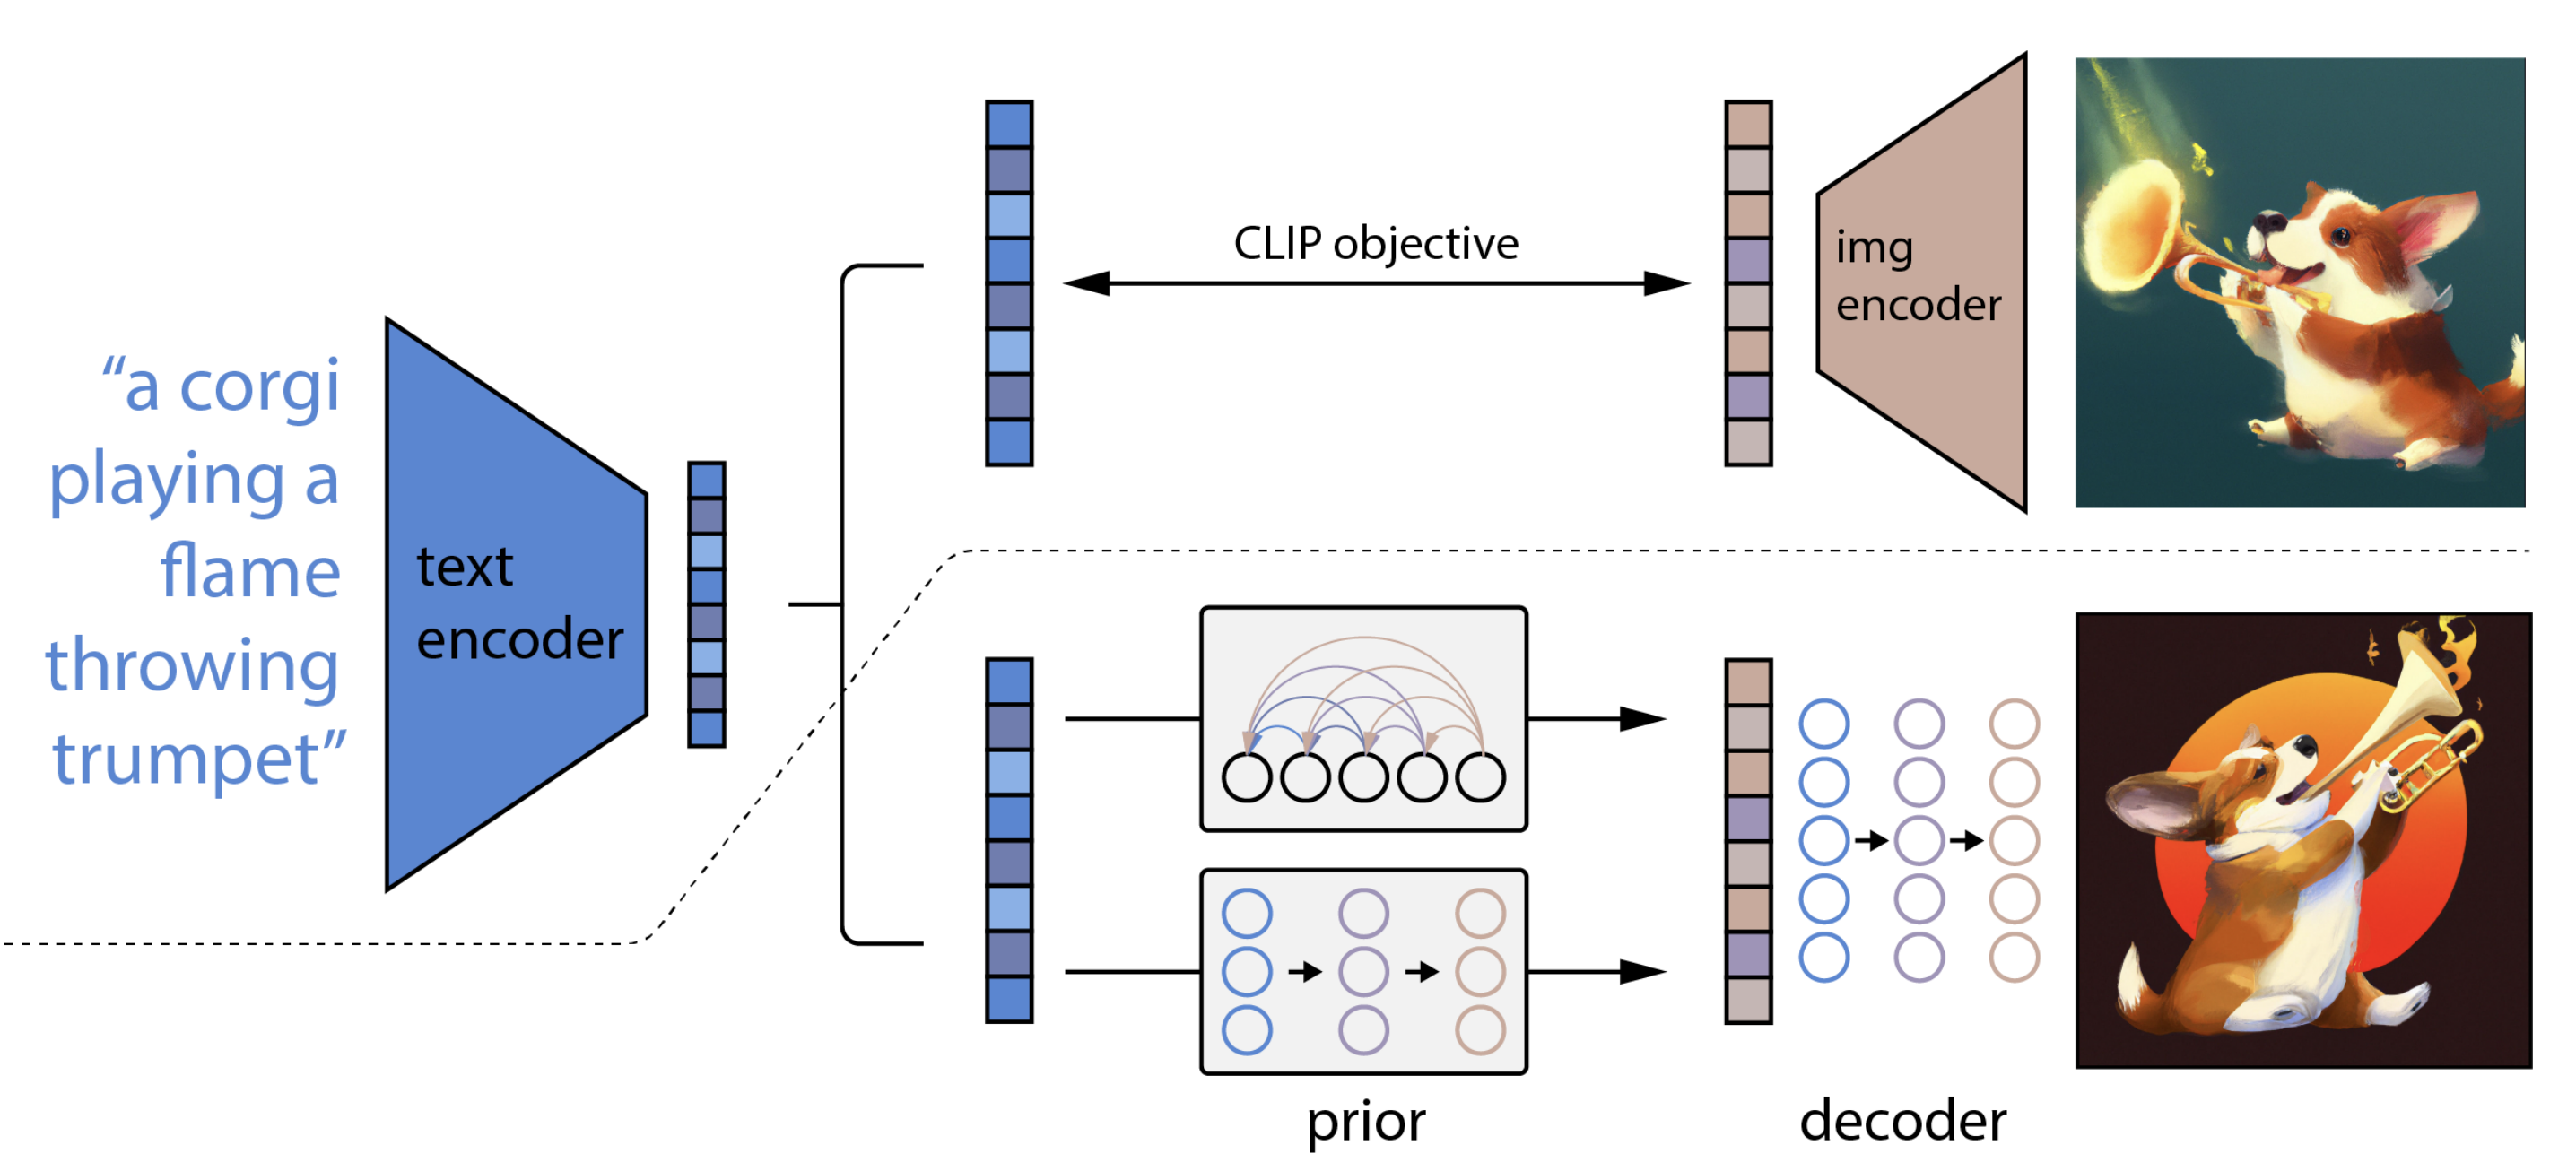 “a corgi
playing a
flame
throwing
trumpet”
text
encoder
CLIP objective
img
encoder
prior
decoder